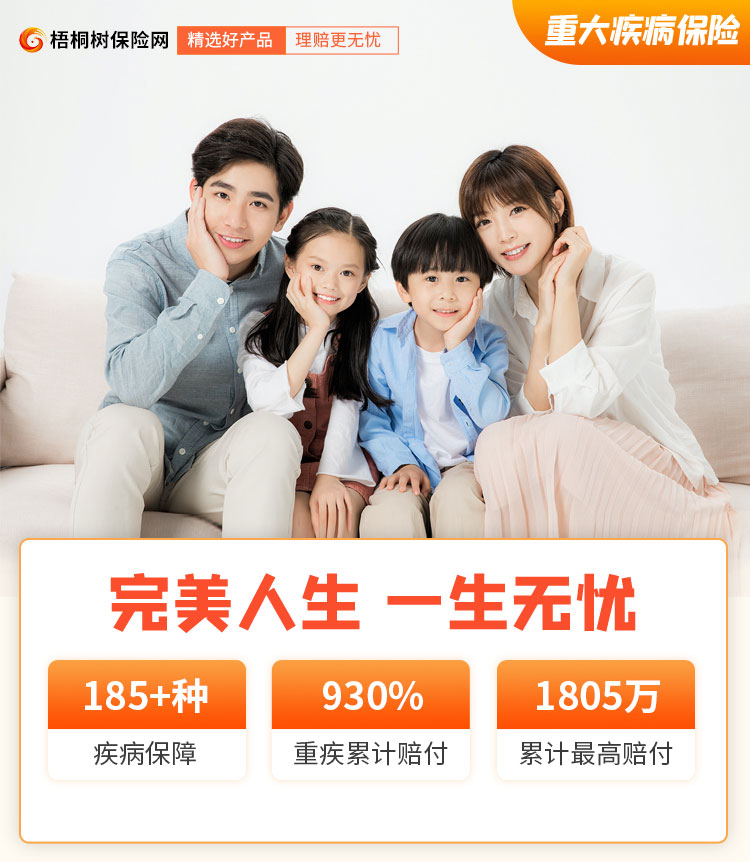 梧桐树保险网 精选好产品 理赔更无忧
重大疾病保险
完美人生 一生无忧
185+种 930% 1805万
疾病保障 重疾累计赔付 累计最高赔付